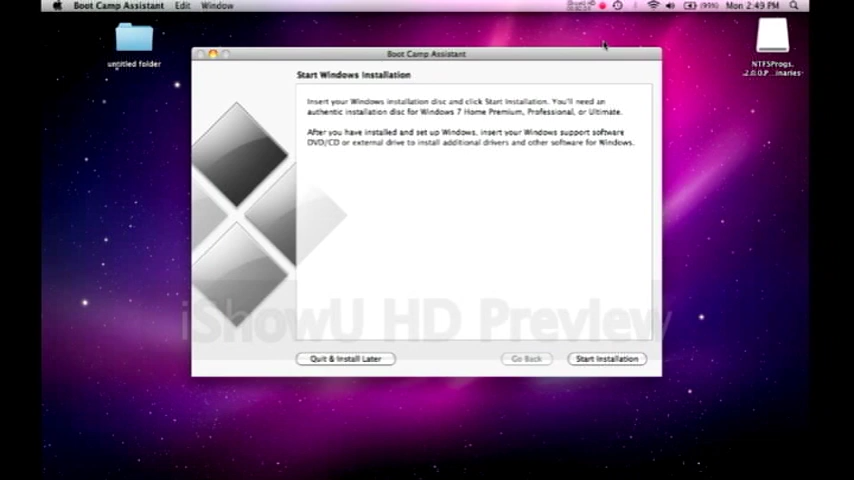 Boot Camp Assistant Edit Window
(99%) Mon 2:49 PM
untitled folder
NTFSProgs.
Boot Camp Assistant
Start Windows Installation
Insert your Windows installation disc and click Start Installation. You'll need an
authentic installation disc for Windows 7 Home Premium, Professional, or Ultimate.
After you have installed and set up Windows, insert your Windows support software
DVD/CD or external drive to install additional drivers and other software for Windows.
iShowU HD Preview
Quit & Install Later
Go Back
Start Installation